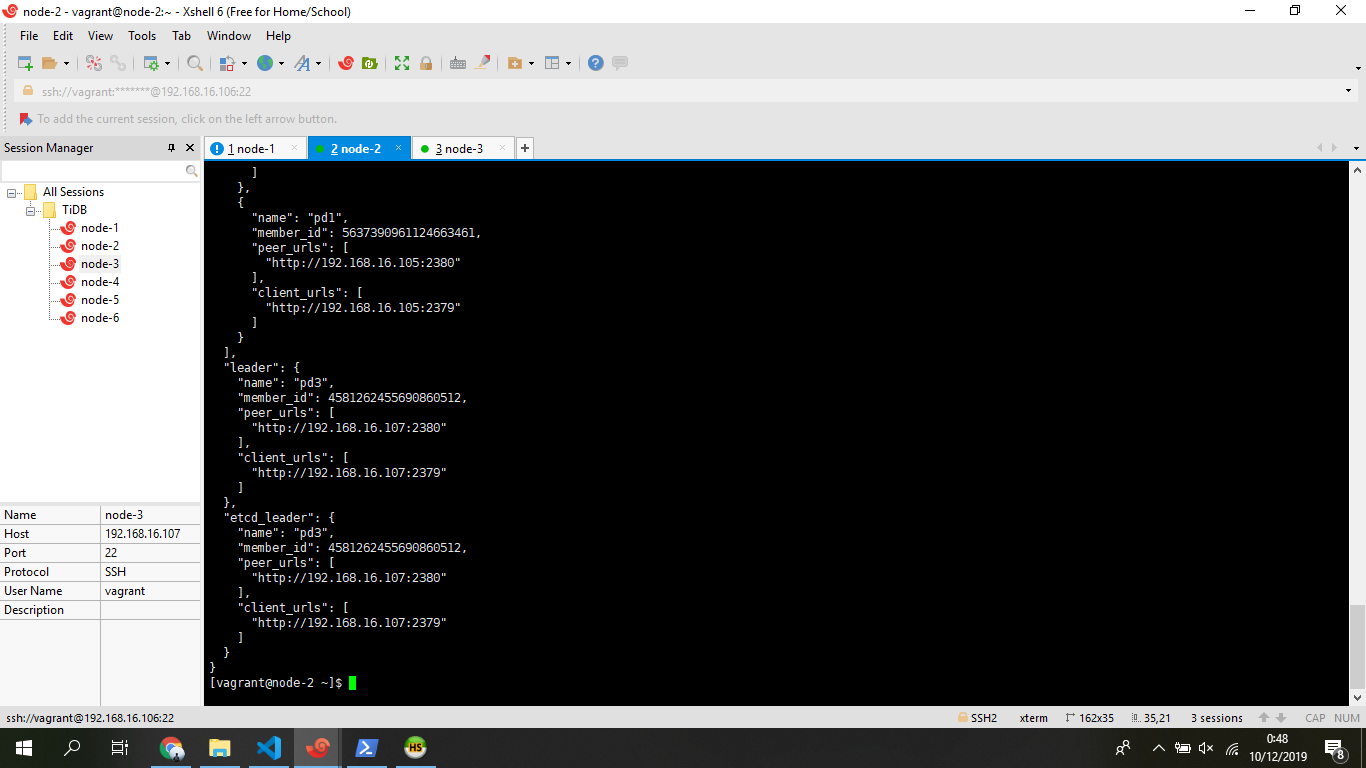 node-2 - vagrant@node-2:~ - Xshell 6 (Free for Home/School)
File Edit View Tools Tab Window Help
ssh://vagrant:*******@192.168.16.106:22
To add the current session, click on the left arrow button.
Session Manager
1 node-1 2 node-2 3 node-3
All Sessions
TiDB
node-1
node-2
node-3
node-4
node-5
node-6
Name node-3
Host 192.168.16.107
Port 22
Protocol SSH
User Name vagrant
Description
]
},
{
"name": "pd1",
"member_id": 5637390961124663461,
"peer_urls": [
"http://192.168.16.105:2380"
],
"client_urls": [
"http://192.168.16.105:2379"
]
}
],
"leader": {
"name": "pd3",
"member_id": 4581262455690860512,
"peer_urls": [
"http://192.168.16.107:2380"
],
"client_urls": [
"http://192.168.16.107:2379"
]
},
"etcd_leader": {
"name": "pd3",
"member_id": 4581262455690860512,
"peer_urls": [
"http://192.168.16.107:2380"
],
"client_urls": [
"http://192.168.16.107:2379"
]
}
}
[vagrant@node-2 ~]$
ssh://vagrant@192.168.16.106:22 SSH2 xterm 162x35 35,21 3 sessions CAP NUM
HS
0:48
10/12/2019
8